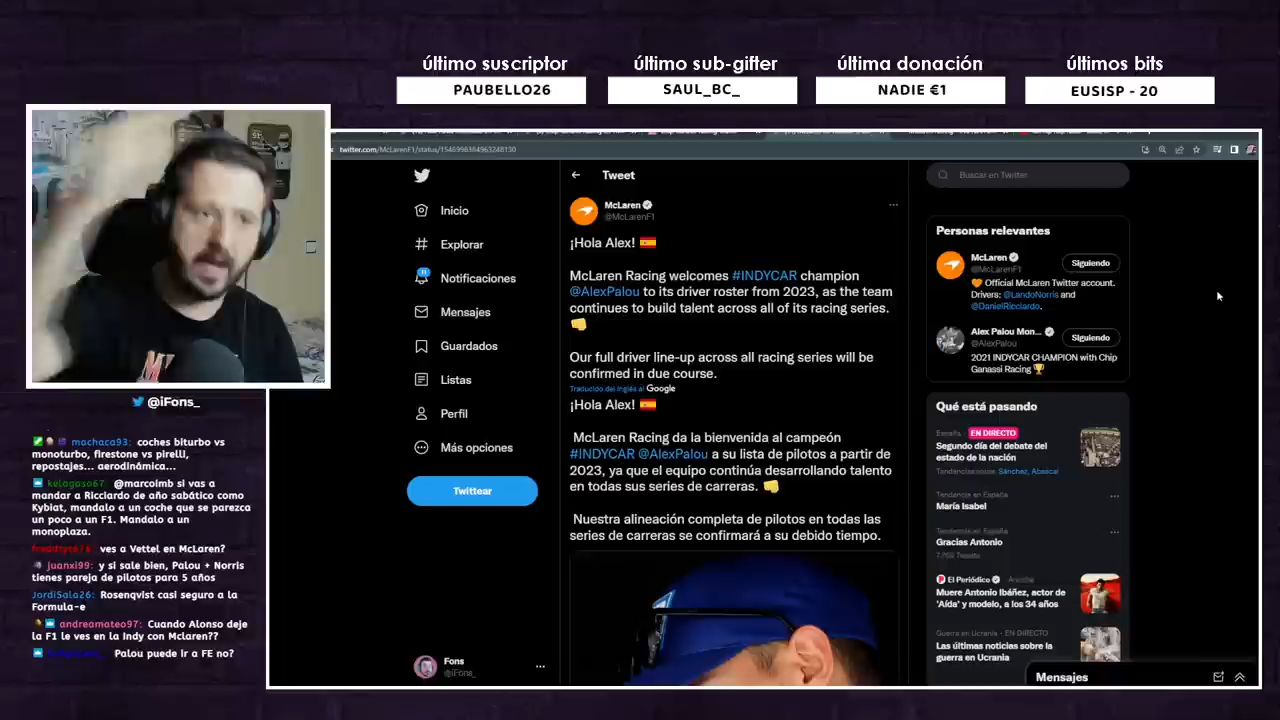 último suscriptor
PAUBELLO26
último sub-gifter
SAUL_BC_
última donación
NADIE €1
últimos bits
EUSISP - 20
twitter.com/McLarenF1/status/1546998384963248130
Inicio
Explorar
11
Notificaciones
Mensajes
Guardados
Listas
Perfil
Más opciones
Twittear
Fons
@iFons_
Tweet
McLaren
@McLarenF1
¡Hola Alex!
McLaren Racing welcomes #INDYCAR champion
@AlexPalou to its driver roster from 2023, as the team
continues to build talent across all of its racing series.
Our full driver line-up across all racing series will be
confirmed in due course.
Traducido del inglés al Google
¡Hola Alex!
McLaren Racing da la bienvenida al campeón
#INDYCAR @AlexPalou a su lista de pilotos a partir de
2023, ya que el equipo continúa desarrollando talento
en todas sus series de carreras.
Nuestra alineación completa de pilotos en todas las
series de carreras se confirmará a su debido tiempo.
Buscar en Twitter
Personas relevantes
McLaren
@McLarenF1
Siguiendo
Official McLaren Twitter account.
Drivers: @LandoNorris and
@DanielRicciardo.
Alex Palou Mon...
@AlexPalou
Siguiendo
2021 INDYCAR CHAMPION with Chip
Ganassi Racing
Qué está pasando
España
EN DIRECTO
Segundo día del debate del
estado de la nación
Tendencias: Sánchez, Abascal
Tendencia en España
María Isabel
Tendencia en España
Gracias Antonio
7.769 Tweets
El Periódico
Anoche
Muere Antonio Ibáñez, actor de
'Aída' y modelo, a los 34 años
Guerra en Ucrania · EN DIRECTO
Las últimas noticias sobre la
guerra en Ucrania
Mensajes
@iFons_
machaca93: coches biturbo vs
monoturbo, firestone vs pirelli,
repostajes... aerodinâmica...
kelagaso67: @marcoimb si vas a
mandar a Ricciardo de año sabático como
Kybiat, mandalo a un coche que se parezca
un poco a un F1. Mandalo a un
monoplaza.
ves a Vettel en McLaren?
juanxi99: y si sale bien, Palou + Norris
tienes pareja de pilotos para 5 años
JordiSala26: Rosenqvist casi seguro a la
Formula-e
andreamateo97: Cuando Alonso deje
la F1 le ves en la Indy con McLaren??
Palou puede ir a FE no?